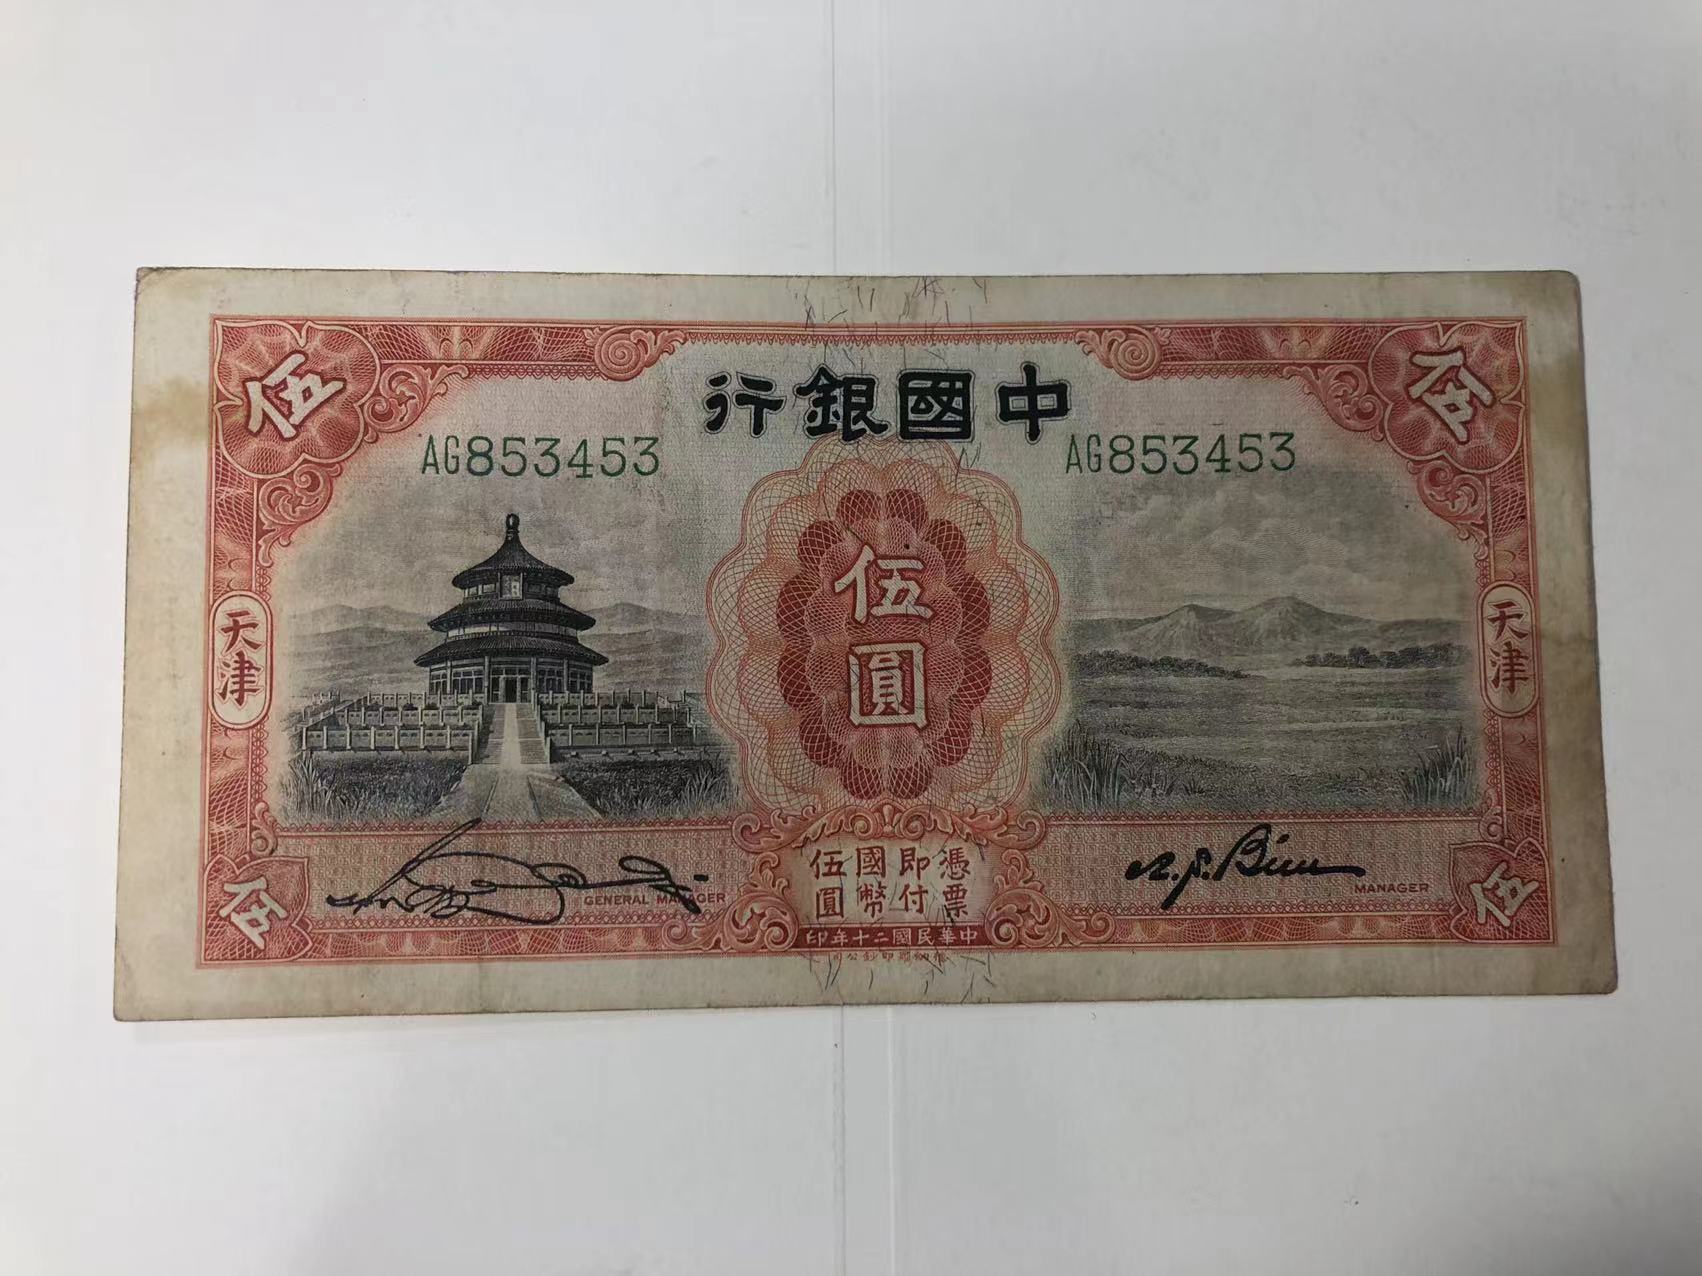 中國銀行
AG853453
AG853453
伍
伍
伍圓
天津
天津
憑票
即付
國幣
伍圓
GENERAL MANAGER
MANAGER
伍
伍
中華民國二十年印